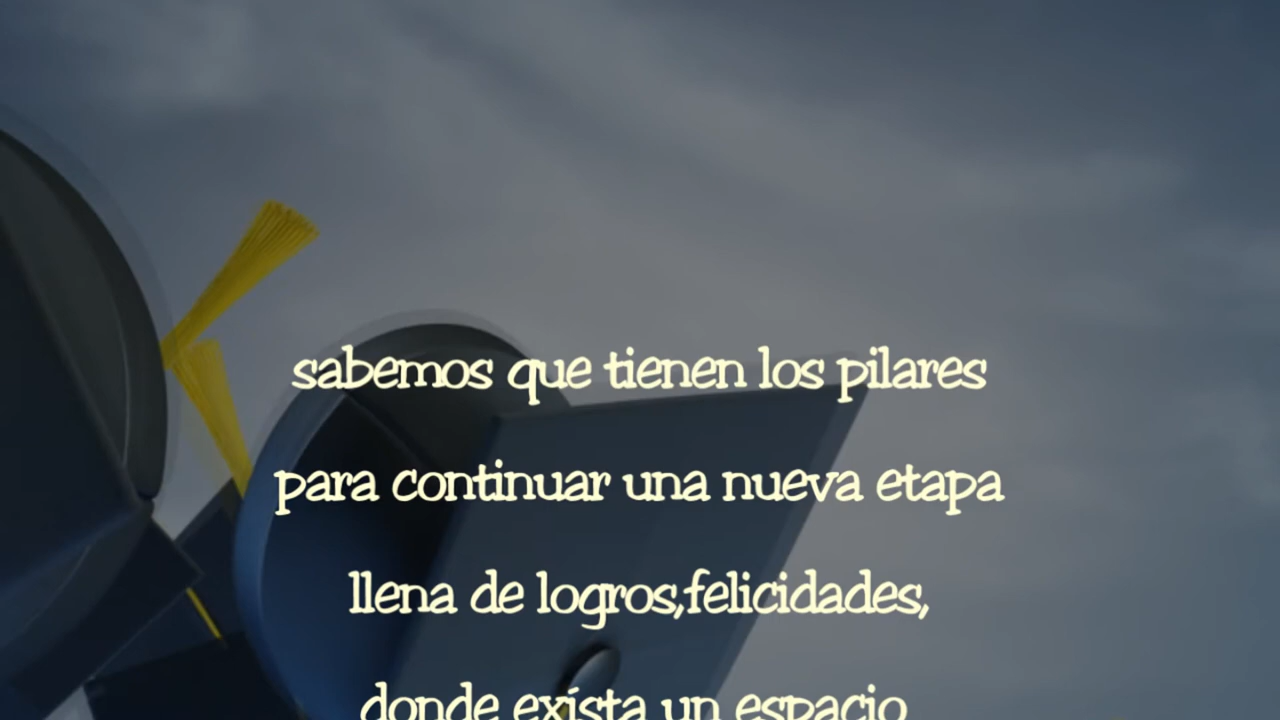 sabemos que tienen los pilares
para continuar una nueva etapa
llena de logros,felicidades,
donde exista un espacio